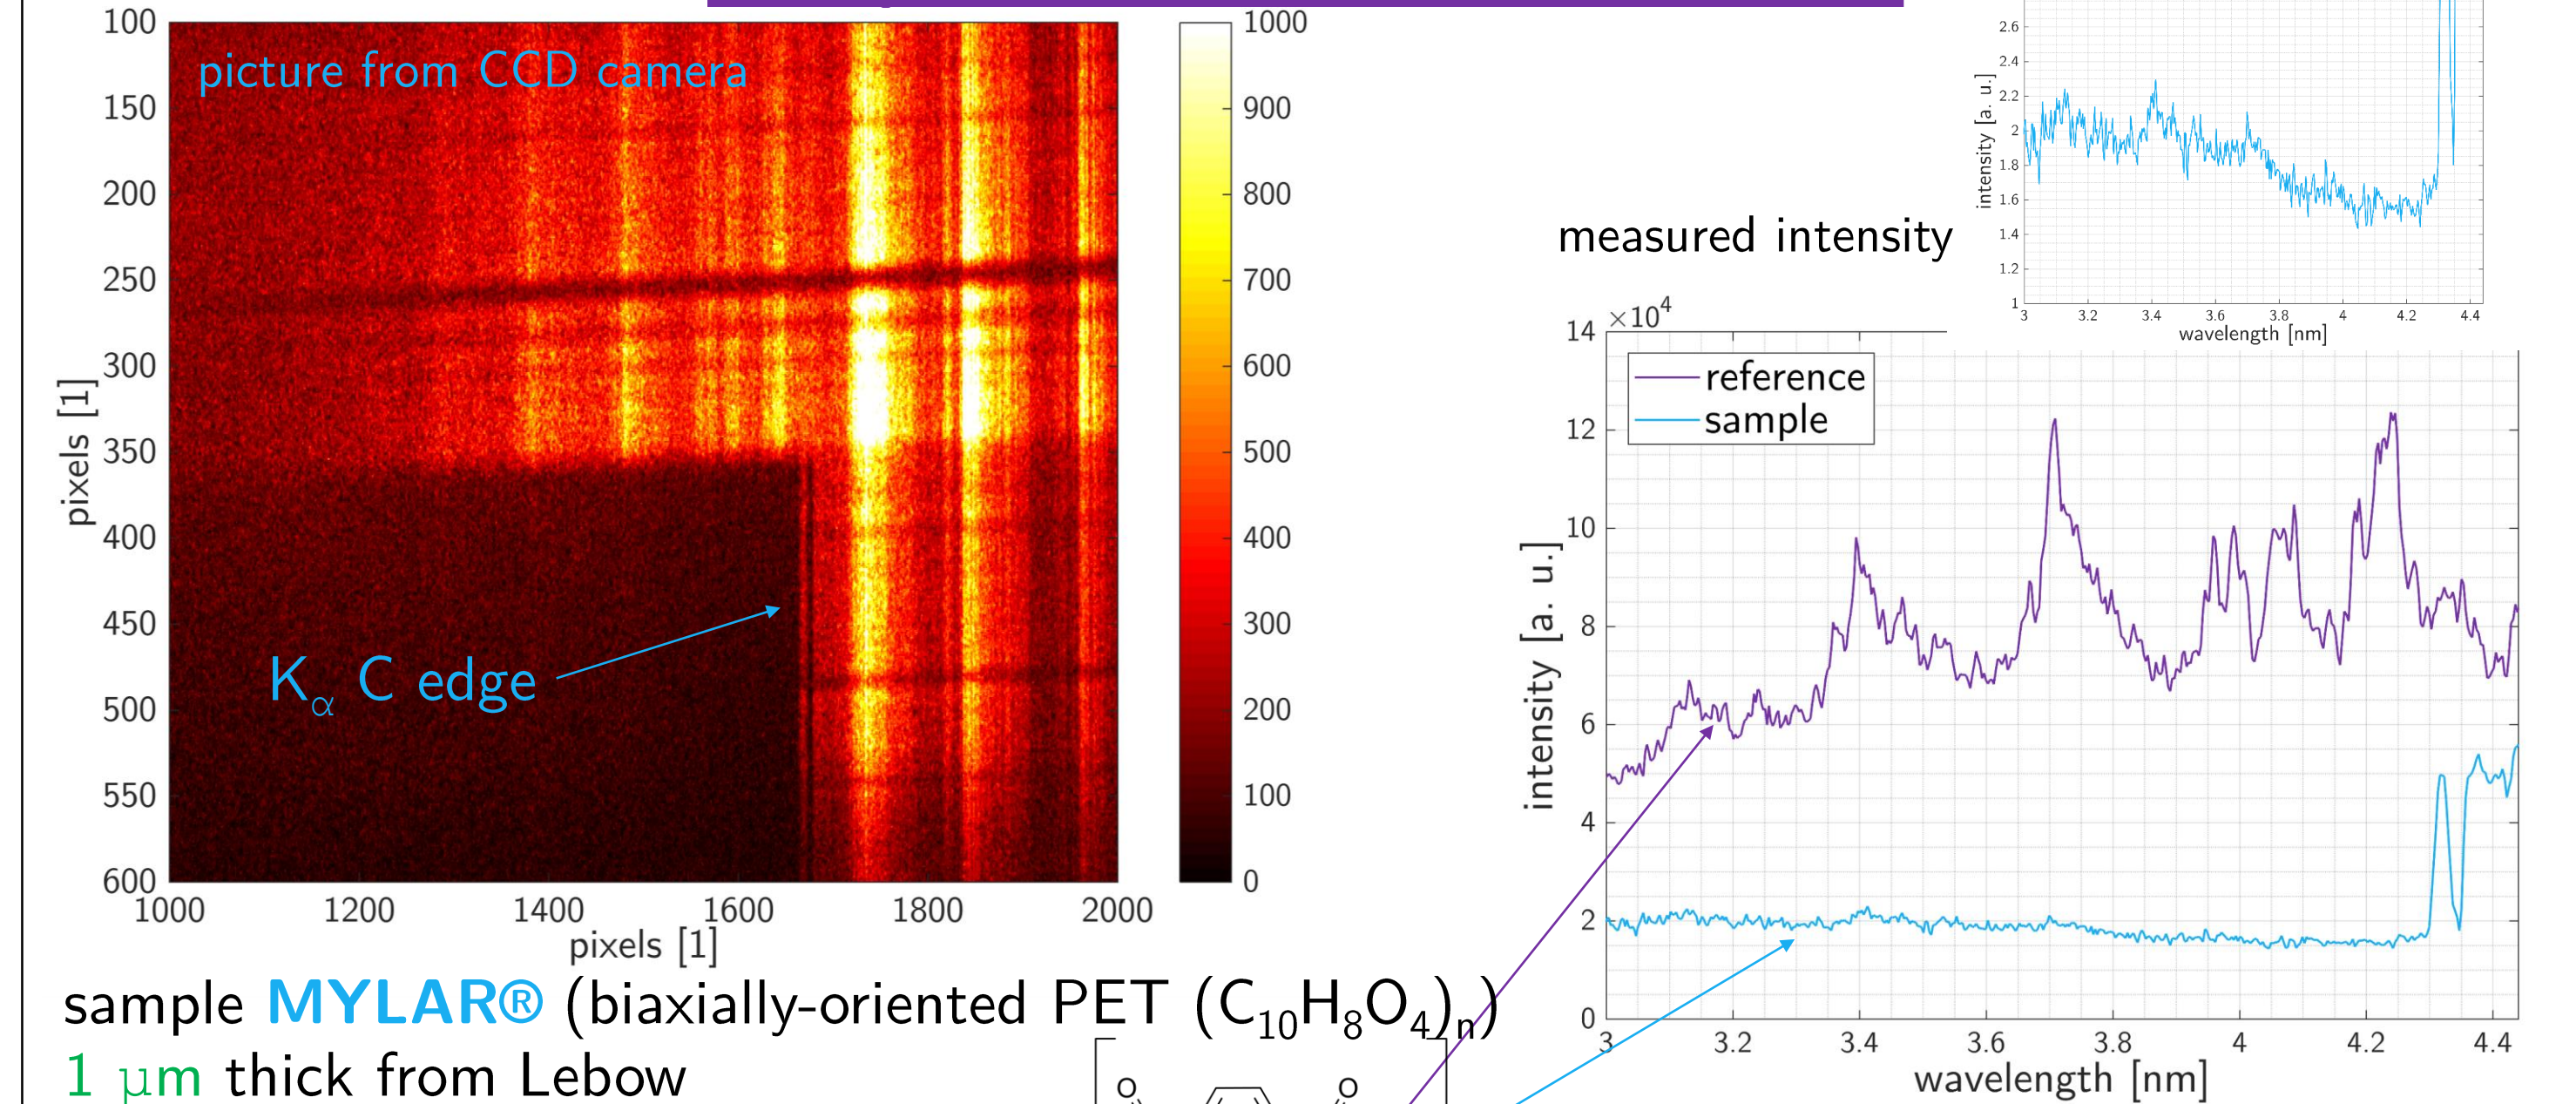 picture from CCD camera
K_α C edge
100
150
200
250
300
350
400
450
500
550
600
pixels [1]
1000 1200 1400 1600 1800 2000
pixels [1]
1000
900
800
700
600
500
400
300
200
100
0
measured intensity
2.6
2.4
2.2
2
1.8
1.6
1.4
1.2
1
intensity [a. u.]
3 3.2 3.4 3.6 3.8 4 4.2 4.4
wavelength [nm]
×10⁴
14
12
10
8
6
4
2
0
intensity [a. u.]
reference
sample
3 3.2 3.4 3.6 3.8 4 4.2 4.4
wavelength [nm]
sample MYLAR® (biaxially-oriented PET (C₁₀H₈O₄)ₙ)
1 μm thick from Lebow
O O